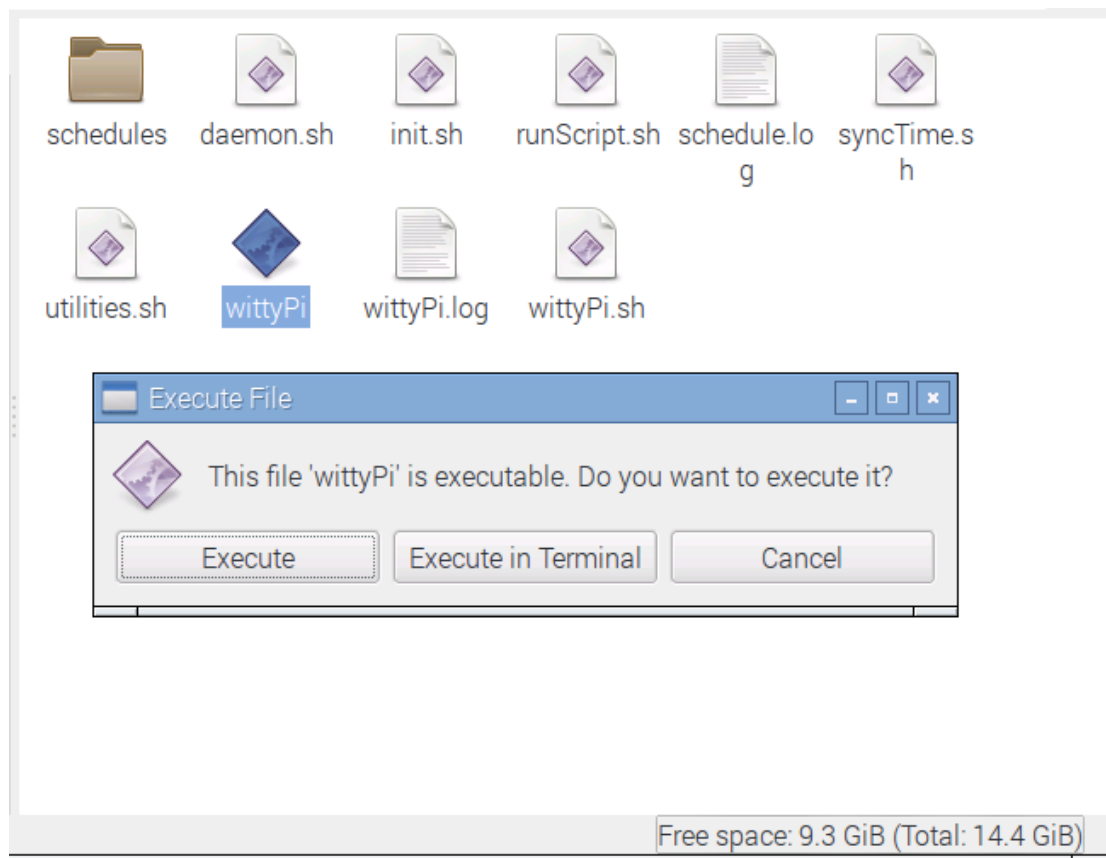 schedules daemon.sh init.sh runScript.sh schedule.lo syncTime.s
g h
utilities.sh wittyPi wittyPi.log wittyPi.sh
Execute File
This file 'wittyPi' is executable. Do you want to execute it?
Execute Execute in Terminal Cancel
Free space: 9.3 GiB (Total: 14.4 GiB)